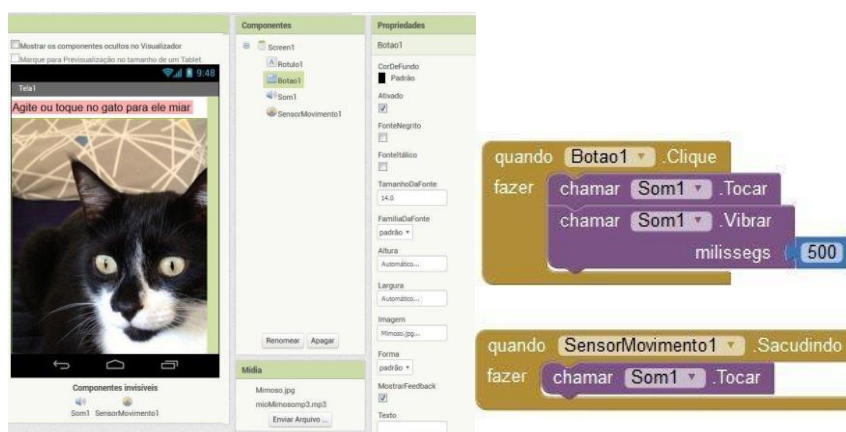 Mostrar os componentes ocultos no Visualizador
Marque para Previsualização no tamanho de um Tablet
9:48
Tela1
Agite ou toque no gato para ele miar
Componentes invisíveis
Som1 SensorMovimento1
Componentes
Screen1
A Rotulo1
Botao1
Som1
SensorMovimento1
Renomear Apagar
Mídia
Mimoso.jpg
mioMimosomp3.mp3
Enviar Arquivo ...
Propriedades
Botao1
CorDeFundo
Padrão
Ativado
FonteNegrito
FonteItálico
TamanhoDaFonte
14.0
FamiliaDaFonte
padrão
Altura
Automático...
Largura
Automático...
Imagem
Mimoso.jpg...
Forma
padrão
MostrarFeedback
Texto
quando Botao1 .Clique
fazer chamar Som1 .Tocar
chamar Som1 .Vibrar
milissegs 500
quando SensorMovimento1 .Sacudindo
fazer chamar Som1 .Tocar